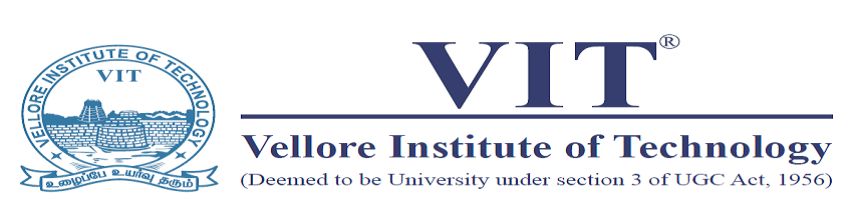 VELLORE INSTITUTE OF TECHNOLOGY
VIT
உழைப்பே உயர்வு தரும்
VIT®
Vellore Institute of Technology
(Deemed to be University under section 3 of UGC Act, 1956)